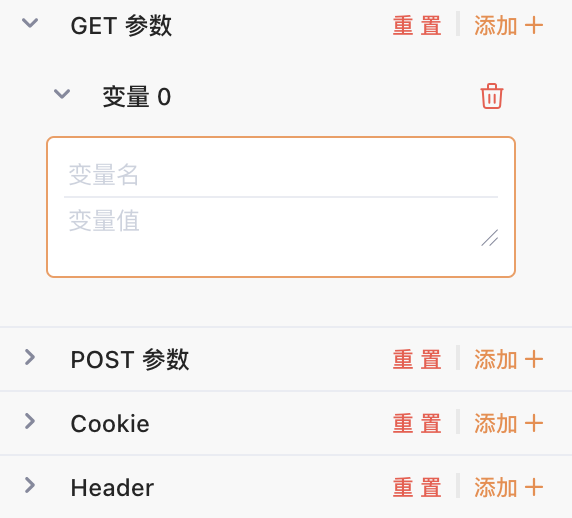 GET 参数 重 置 添加
变量 0
变量名
变量值
POST 参数 重 置 添加
Cookie 重 置 添加
Header 重 置 添加